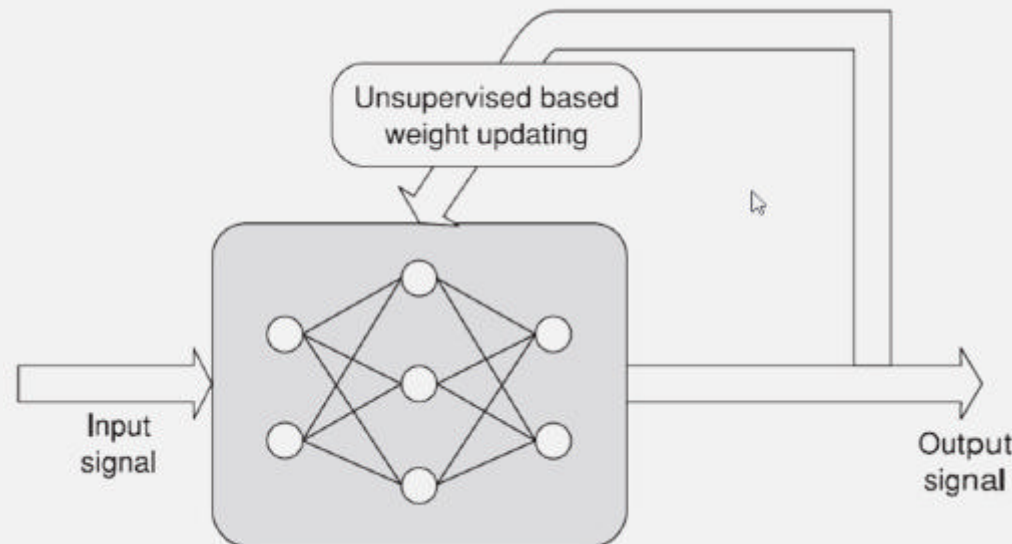 Unsupervised based
weight updating
Input
signal
Output
signal